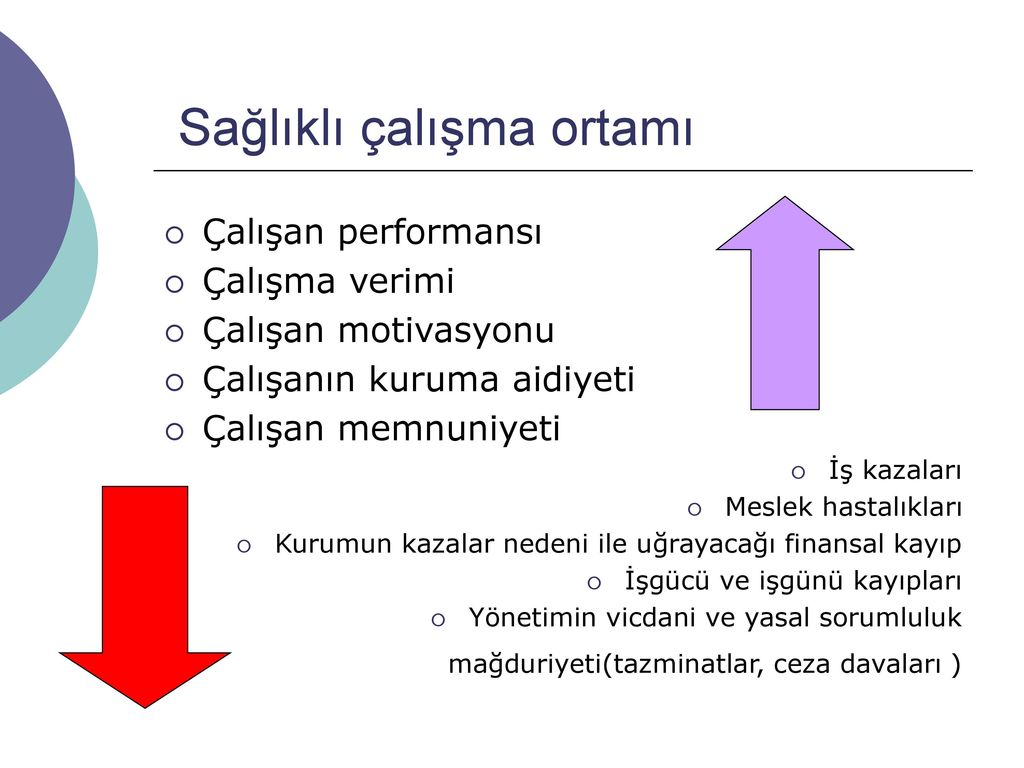 Sağlıklı çalışma ortamı
Çalışan performansı
Çalışma verimi
Çalışan motivasyonu
Çalışanın kuruma aidiyeti
Çalışan memnuniyeti
İş kazaları
Meslek hastalıkları
Kurumun kazalar nedeni ile uğrayacağı finansal kayıp
İşgücü ve işgünü kayıpları
Yönetimin vicdani ve yasal sorumluluk
mağduriyeti(tazminatlar, ceza davaları )